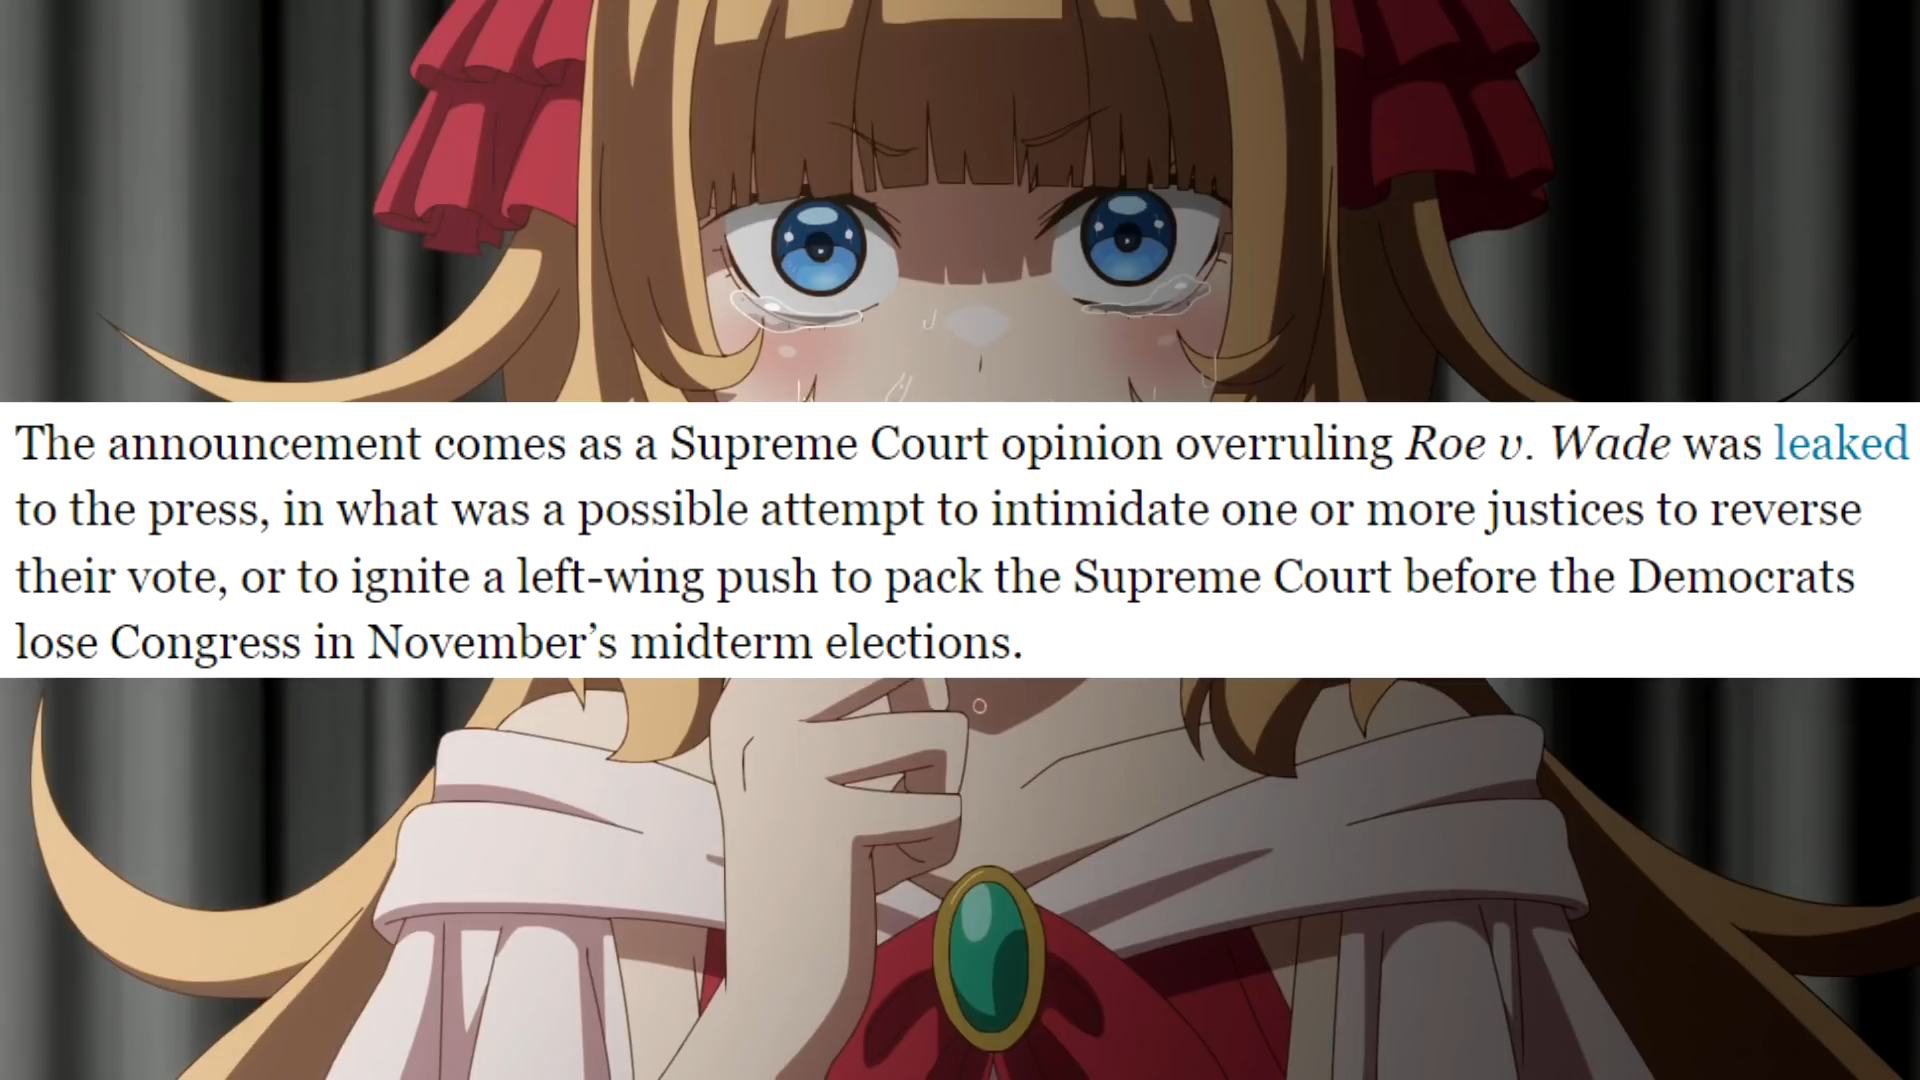 The announcement comes as a Supreme Court opinion overruling Roe v. Wade was leaked
to the press, in what was a possible attempt to intimidate one or more justices to reverse
their vote, or to ignite a left-wing push to pack the Supreme Court before the Democrats
lose Congress in November’s midterm elections.